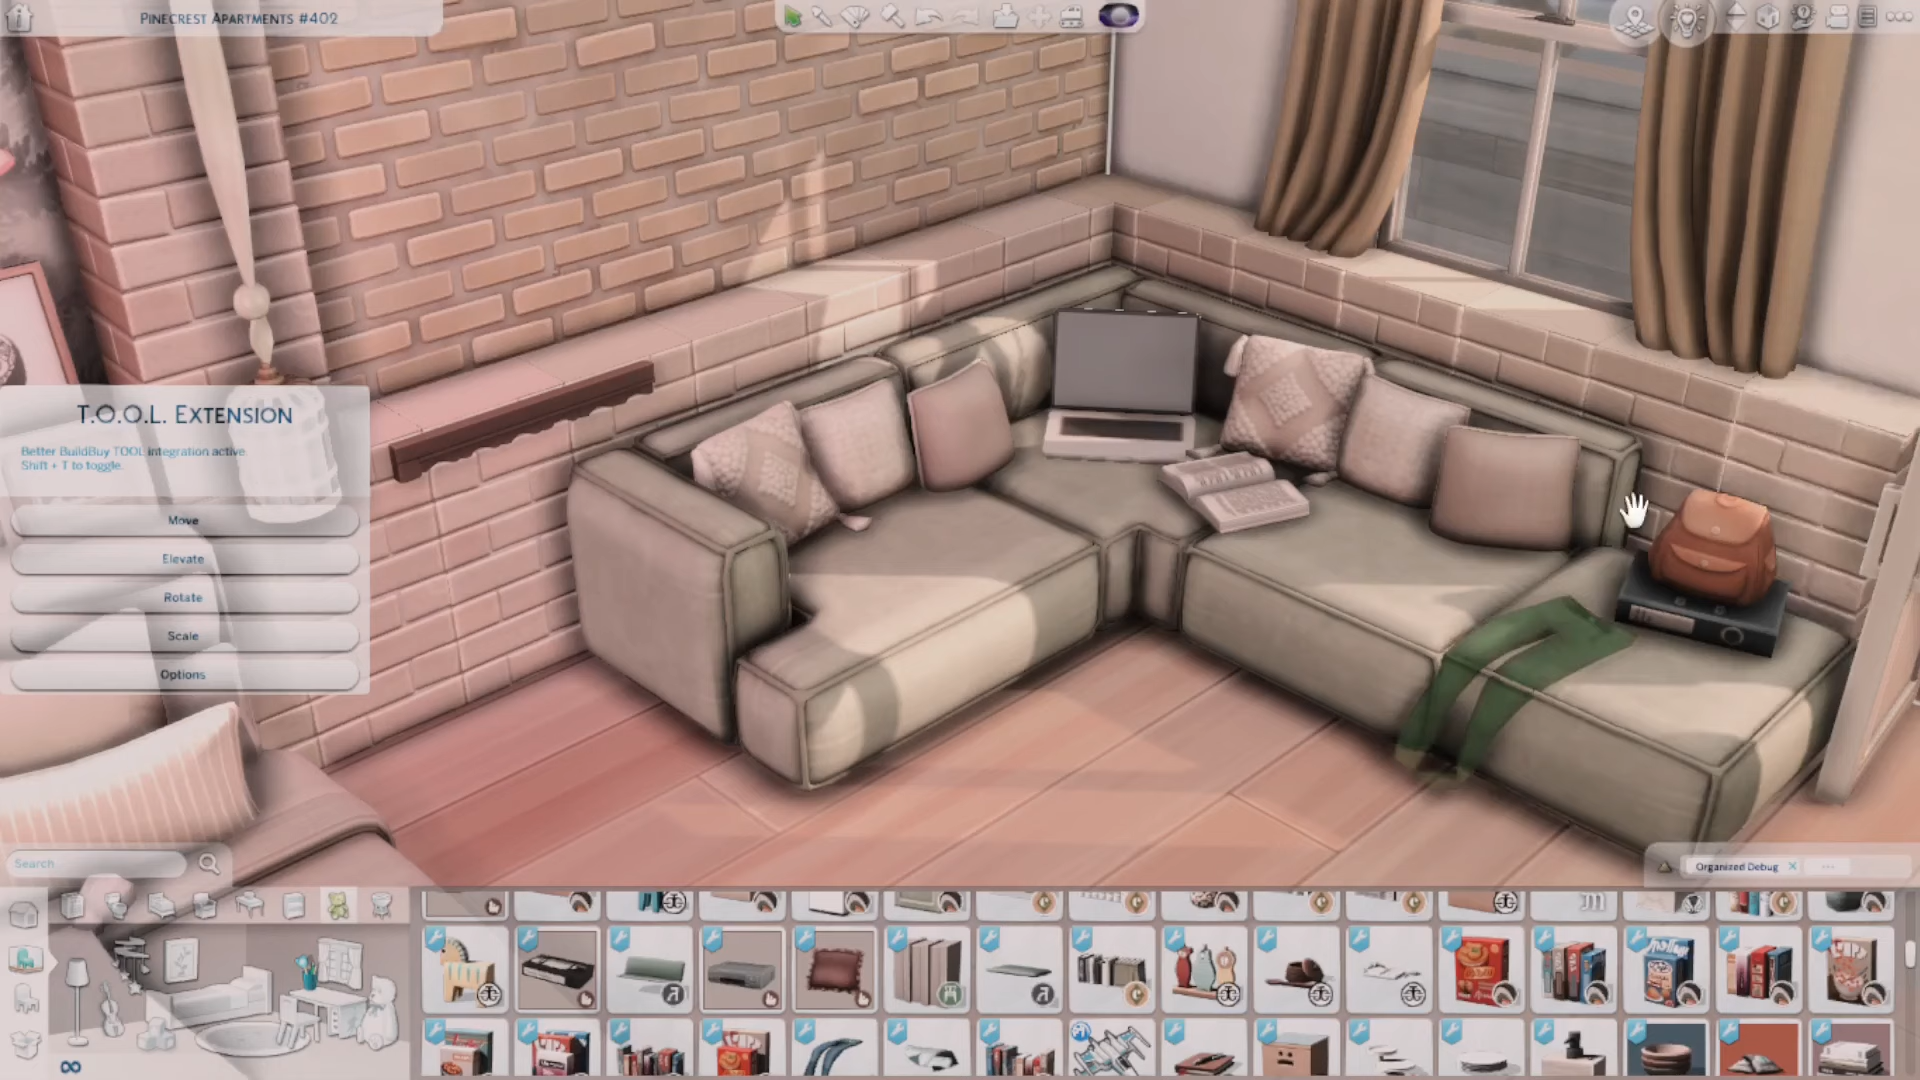 Pinecrest Apartments #402
T.O.O.L. Extension
Better BuildBuy TOOL integration active.
Shift + T to toggle.
Move
Elevate
Rotate
Scale
Options
Search
Organized Debug